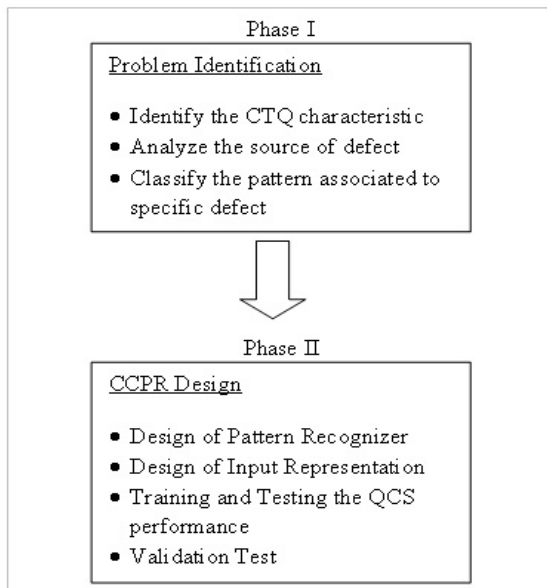 Phase I
Problem Identification
• Identify the CTQ characteristic
• Analyze the source of defect
• Classify the pattern associated to
specific defect
Phase II
CCPR Design
• Design of Pattern Recognizer
• Design of Input Representation
• Training and Testing the QCS
performance
• Validation Test